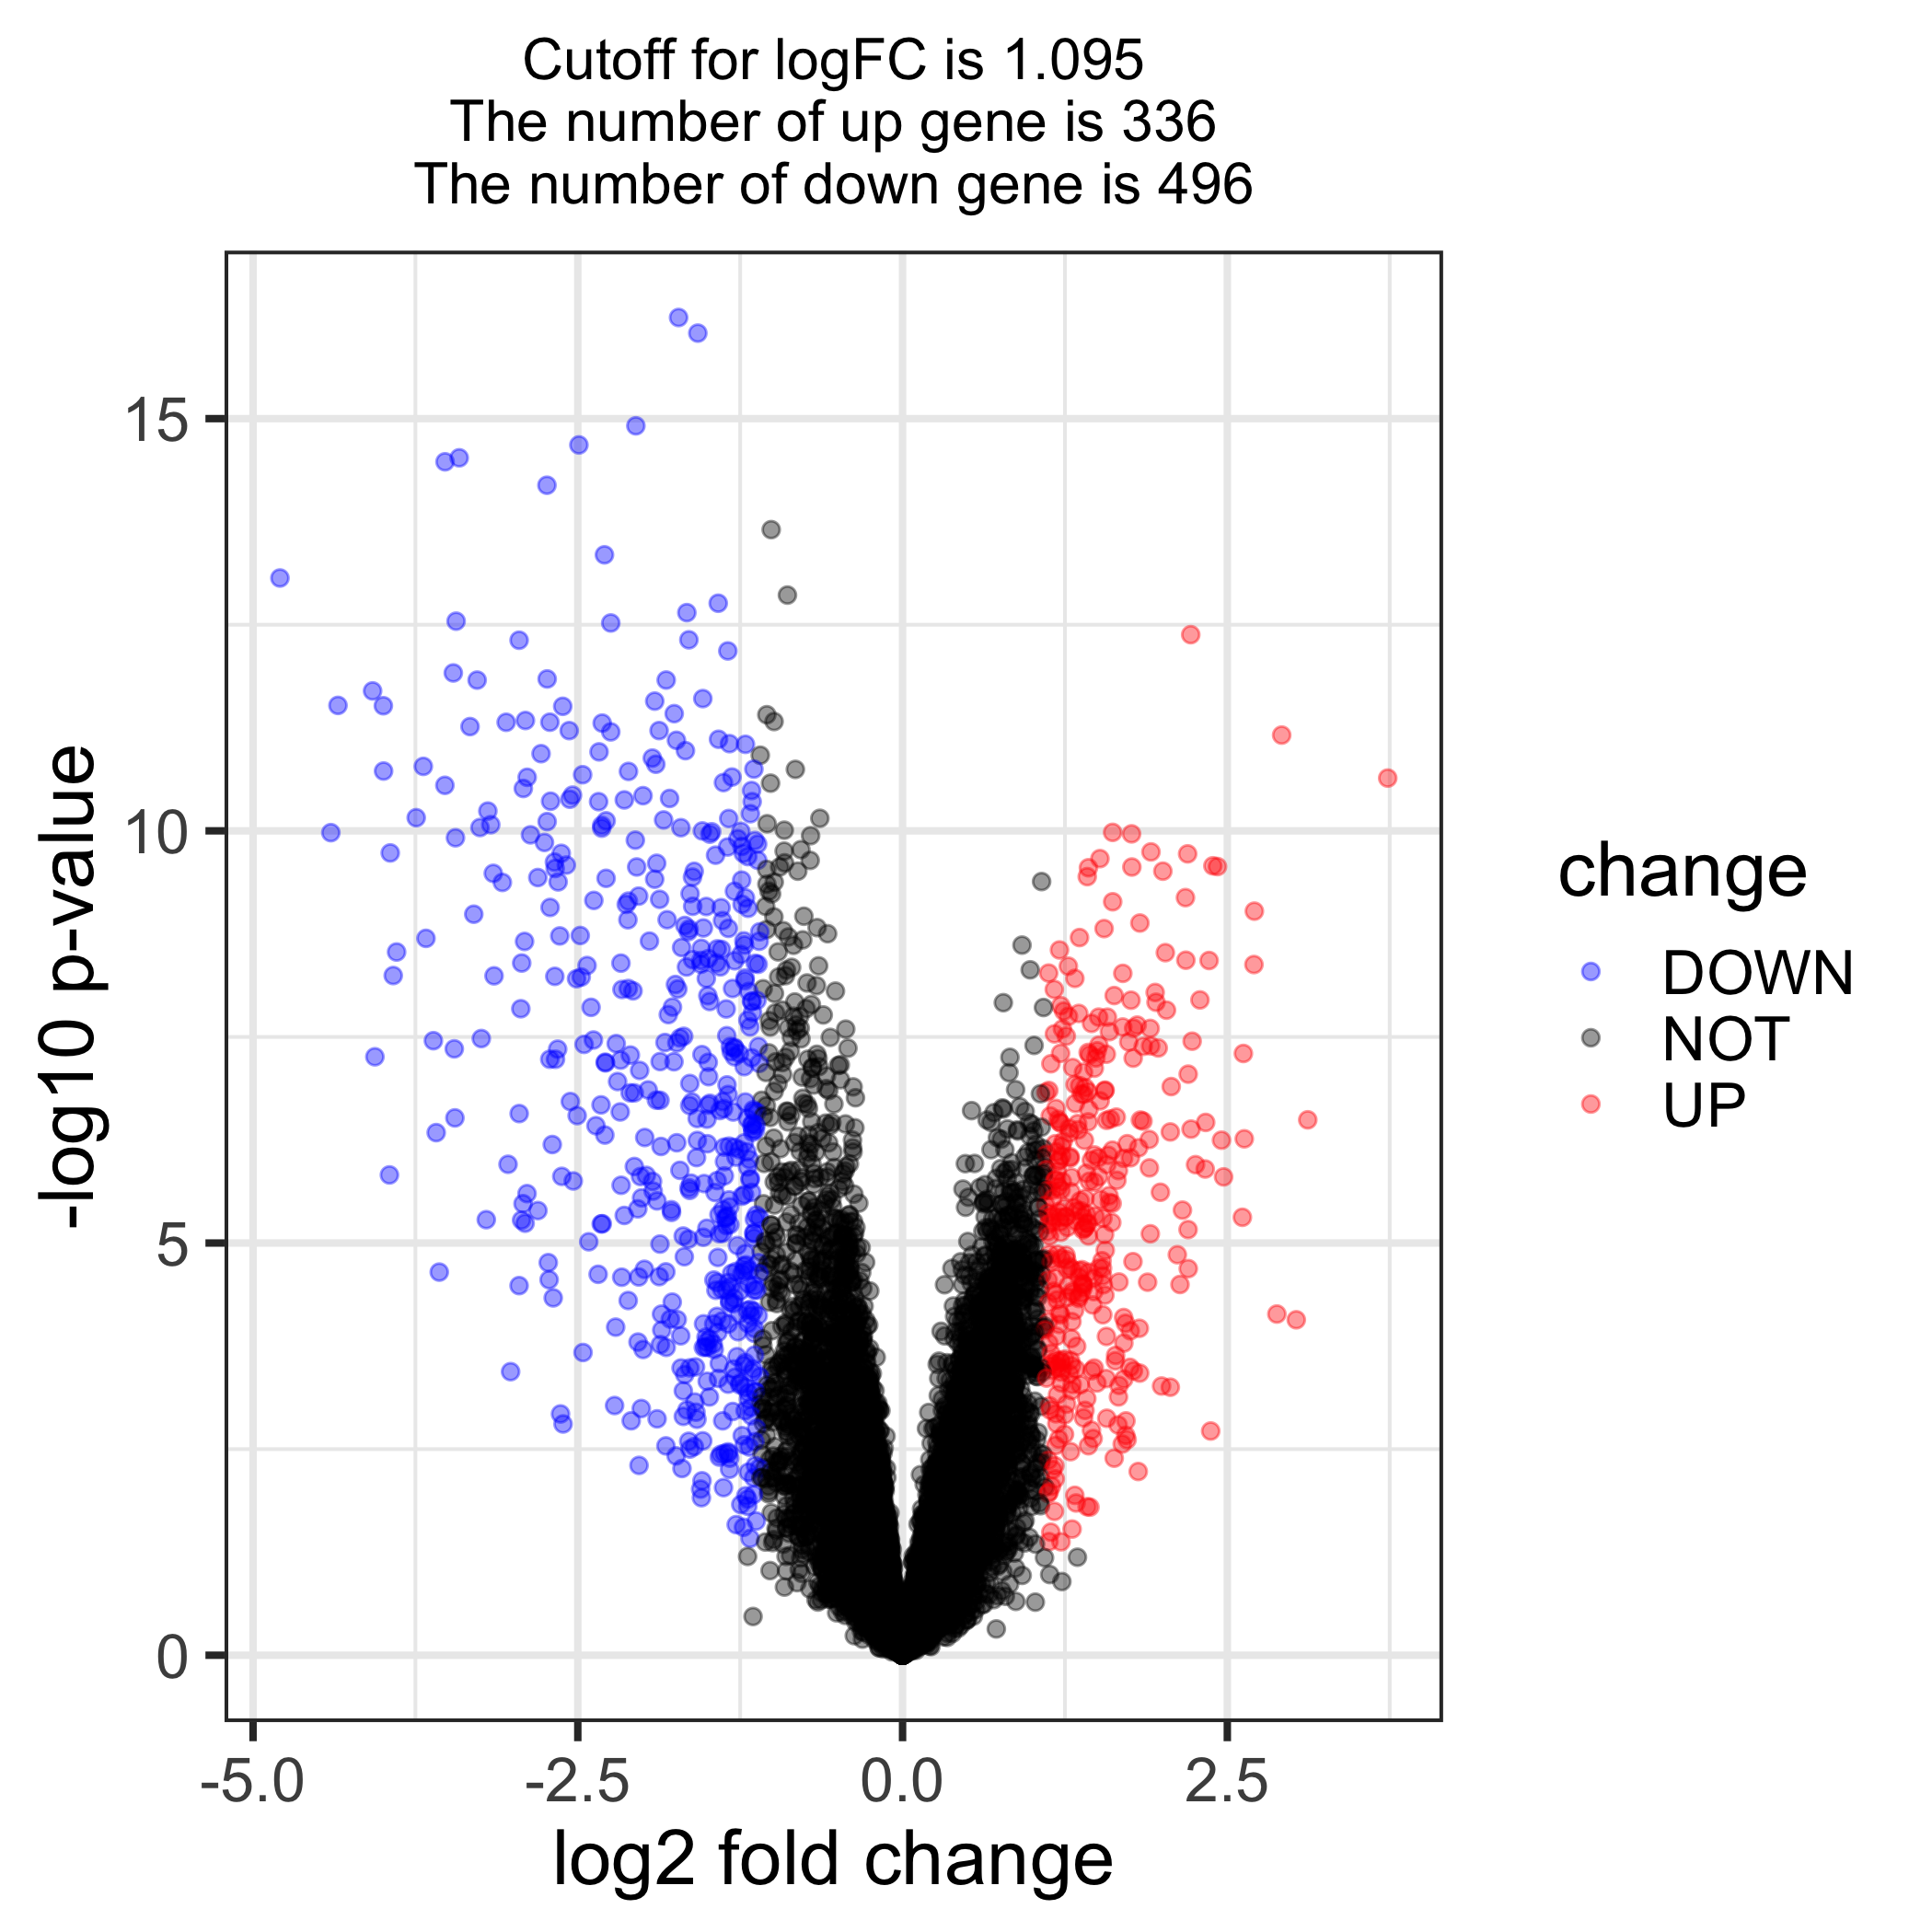 Cutoff for logFC is 1.095
The number of up gene is 336
The number of down gene is 496
-log10 p-value
15
10
5
0
-5.0 -2.5 0.0 2.5
log2 fold change
change
DOWN
NOT
UP